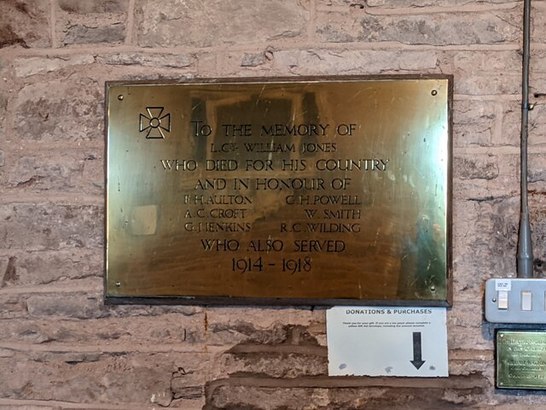 TO THE MEMORY OF
L.CPL WILLIAM JONES
WHO DIED FOR HIS COUNTRY
AND IN HONOUR OF
F.H. AULTON G.H. POWELL
A.C. CROFT W. SMITH
G. JENKINS R.C. WILDING
WHO ALSO SERVED
1914 - 1918
DONATIONS & PURCHASES